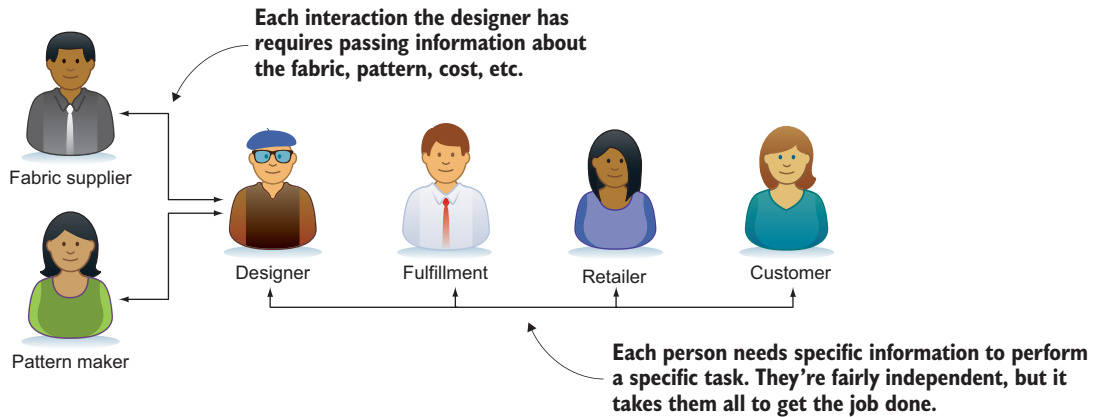 Each interaction the designer has
requires passing information about
the fabric, pattern, cost, etc.
Fabric supplier
Designer
Fulfillment
Retailer
Customer
Pattern maker
Each person needs specific information to perform
a specific task. They’re fairly independent, but it
takes them all to get the job done.